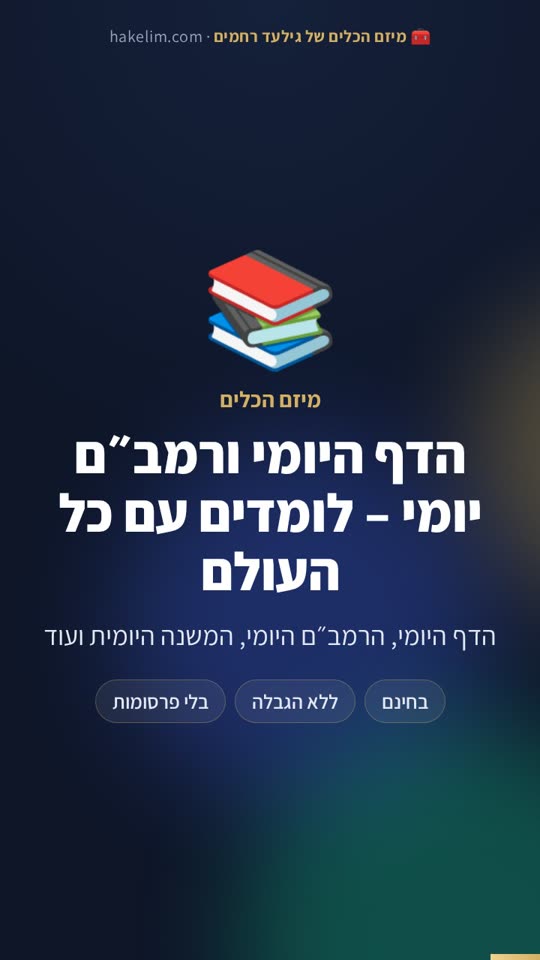 🧰 מיזם הכלים של גילעד רחמים · hakelim.com
מיזם הכלים
הדף היומי ורמב״ם
יומי – לומדים עם כל
העולם
הדף היומי, הרמב״ם היומי, המשנה היומית ועוד
בחינם
ללא הגבלה
בלי פרסומות